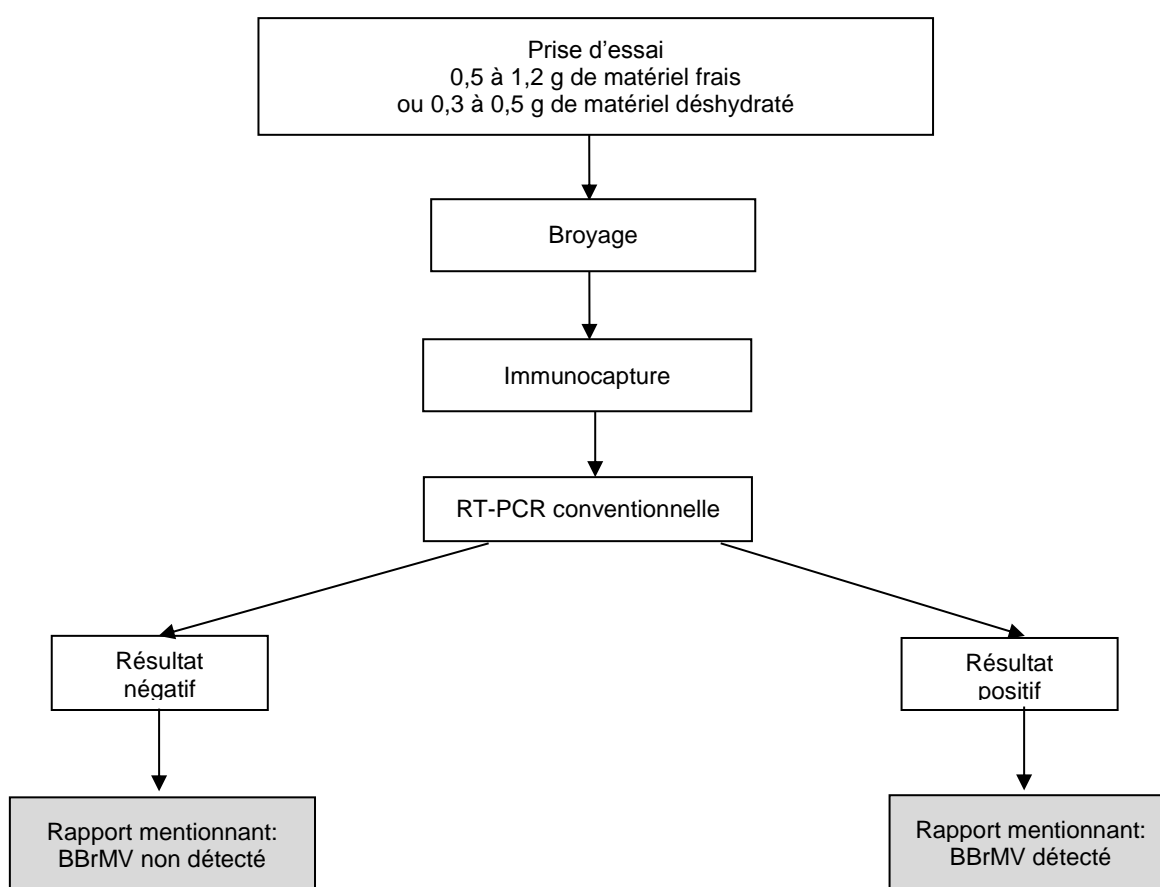 Prise d’essai
0,5 à 1,2 g de matériel frais
ou 0,3 à 0,5 g de matériel déshydraté
Broyage
Immunocapture
RT-PCR conventionnelle
Résultat
négatif
Résultat
positif
Rapport mentionnant:
BBrMV non détecté
Rapport mentionnant:
BBrMV détecté